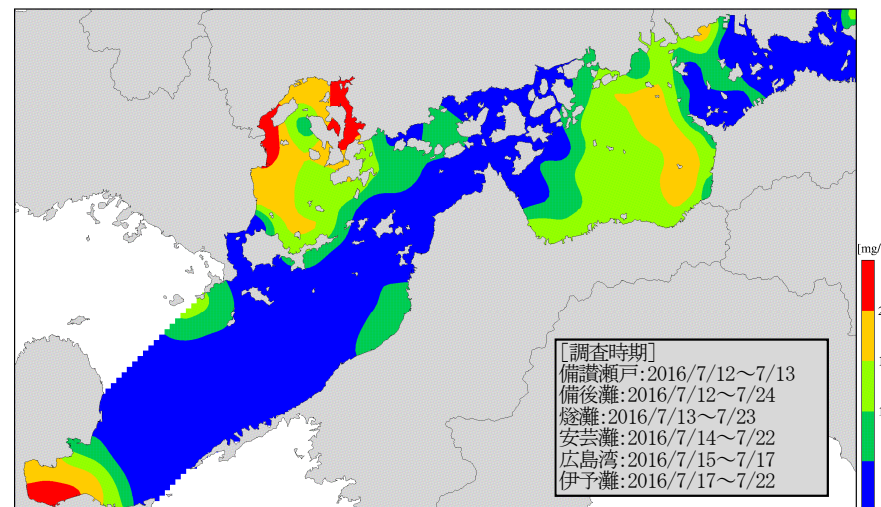 [mg/
[調査時期]
備讃瀬戸:2016/7/12～7/13
備後灘:2016/7/12～7/24
燧灘:2016/7/13～7/23
安芸灘:2016/7/14～7/22
広島湾:2016/7/15～7/17
伊予灘:2016/7/17～7/22